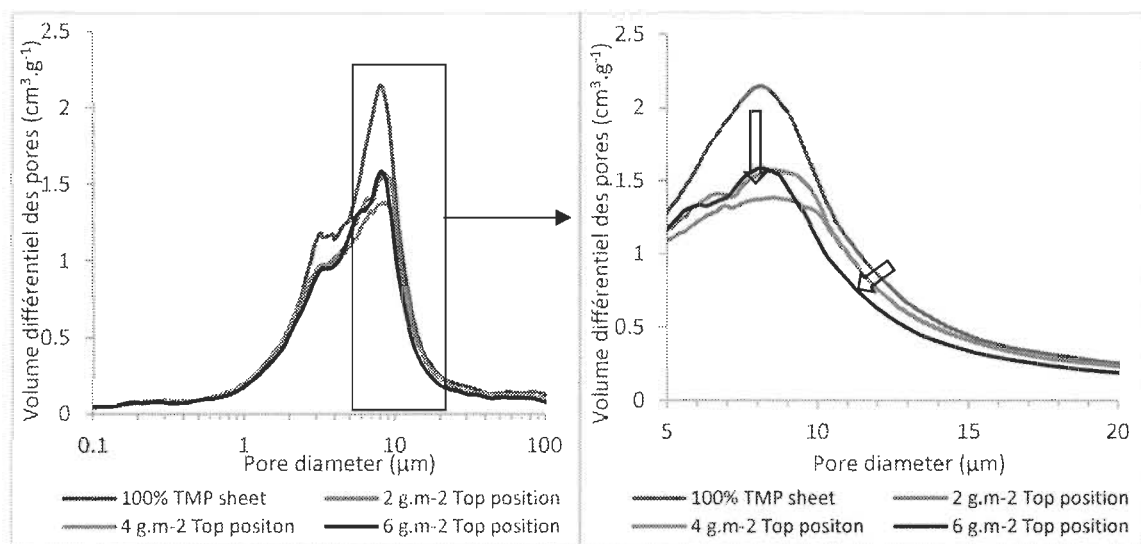 Volume différentiel des pores (cm³.g⁻¹)
2.5
2
1.5
1
0.5
0
0.1
1
10
100
Pore diameter (µm)
100% TMP sheet
2 g.m-2 Top position
4 g.m-2 Top positon
6 g.m-2 Top position
Volume différentiel des pores (cm³.g⁻¹)
2.5
2
1.5
1
0.5
0
5
10
15
20
Pore diameter (µm)
100% TMP sheet
2 g.m-2 Top position
4 g.m-2 Top positon
6 g.m-2 Top position